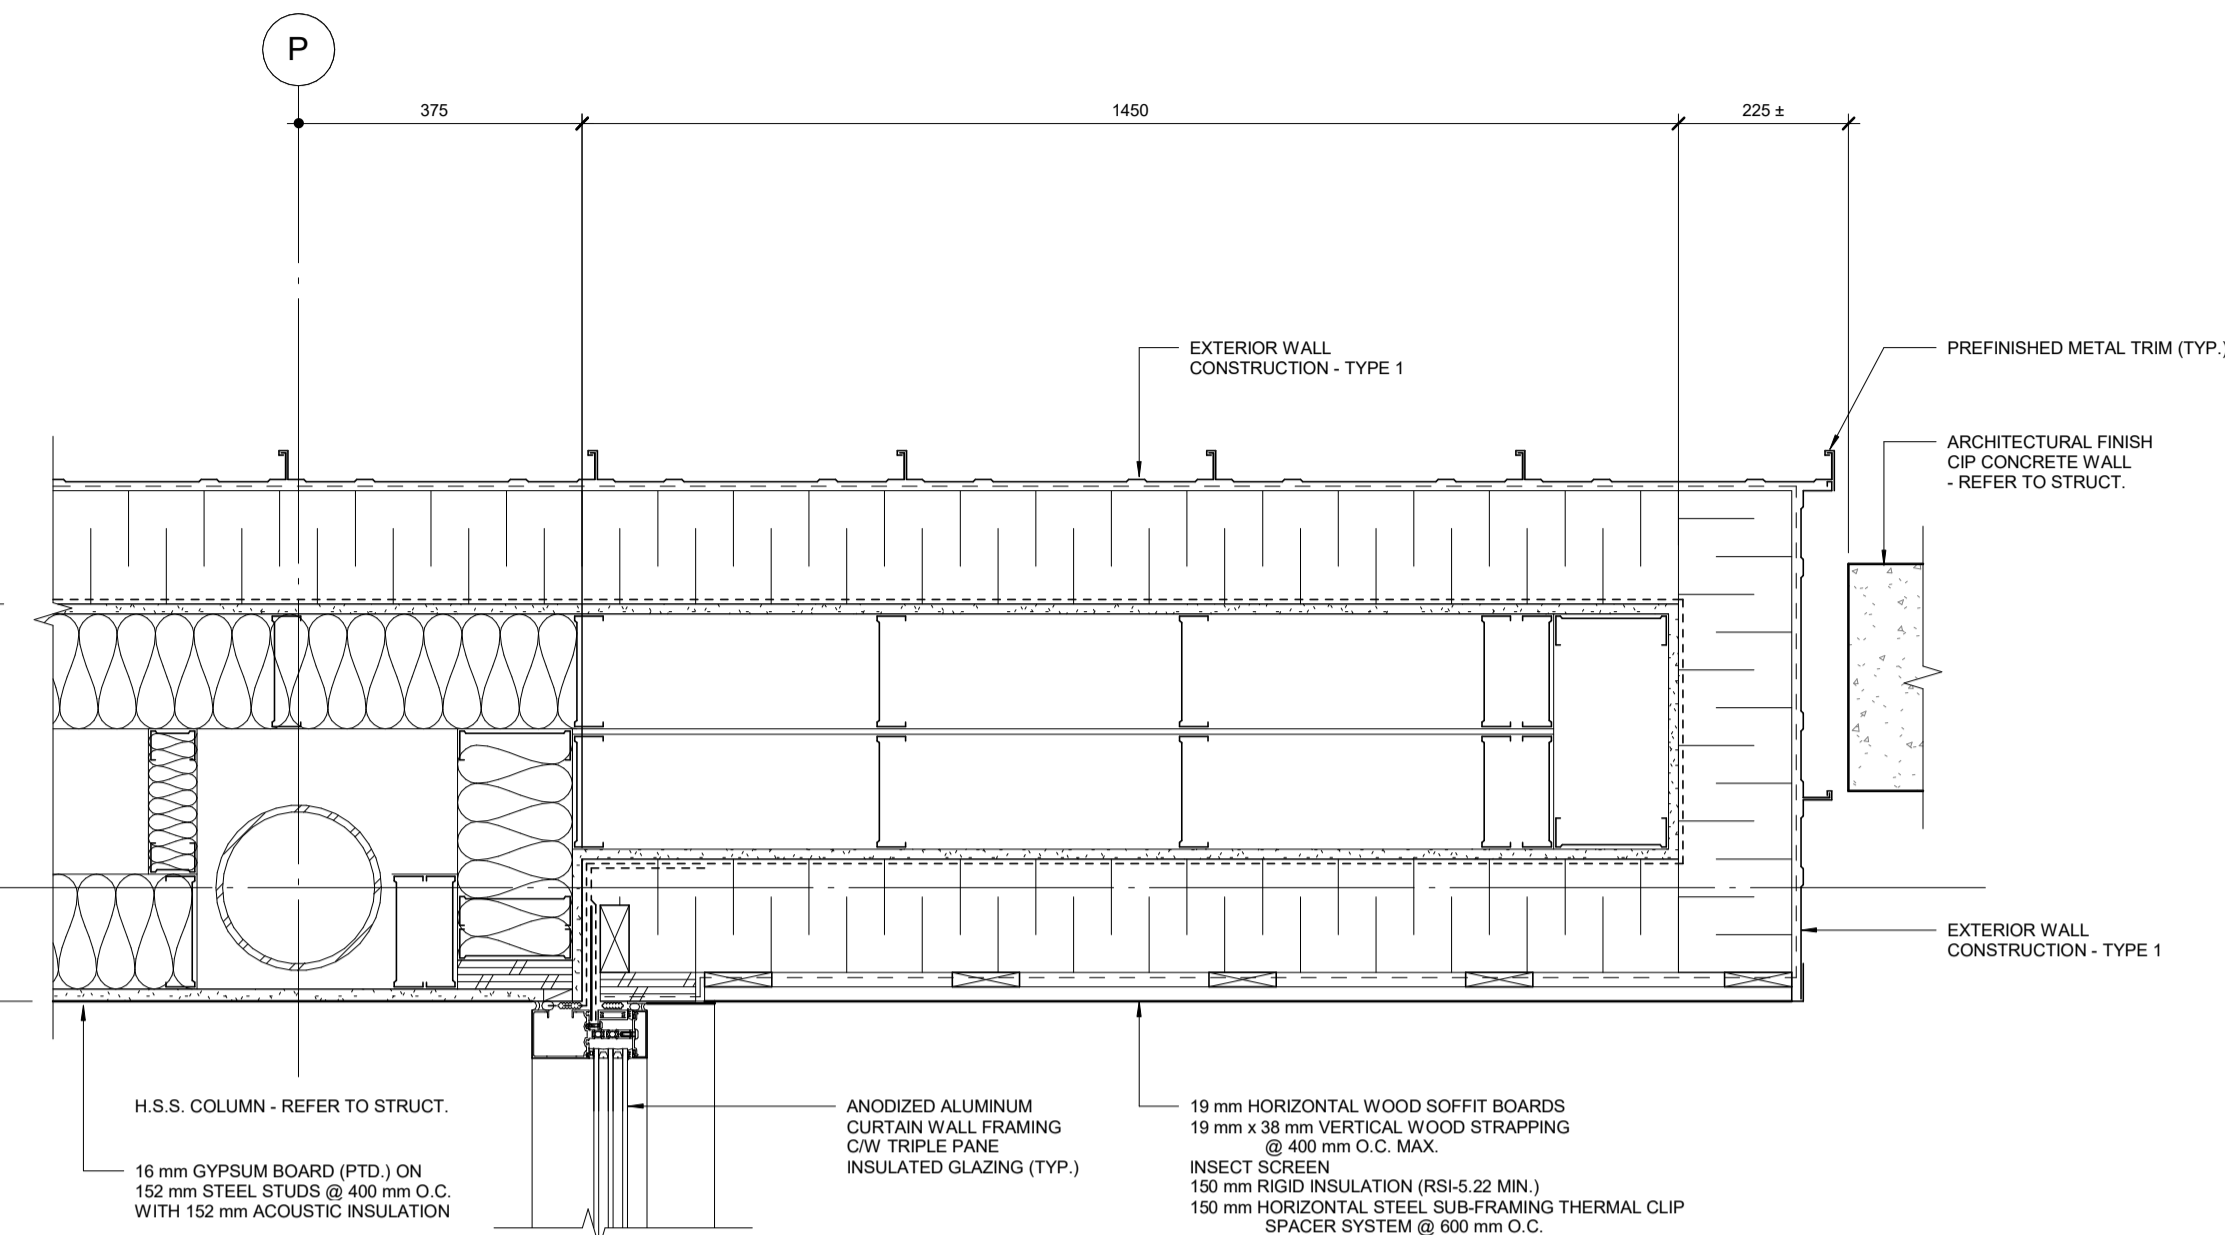 P
375
1450
225 ±
EXTERIOR WALL
CONSTRUCTION - TYPE 1
PREFINISHED METAL TRIM (TYP.)
ARCHITECTURAL FINISH
CIP CONCRETE WALL
- REFER TO STRUCT.
EXTERIOR WALL
CONSTRUCTION - TYPE 1
H.S.S. COLUMN - REFER TO STRUCT.
16 mm GYPSUM BOARD (PTD.) ON
152 mm STEEL STUDS @ 400 mm O.C.
WITH 152 mm ACOUSTIC INSULATION
ANODIZED ALUMINUM
CURTAIN WALL FRAMING
C/W TRIPLE PANE
INSULATED GLAZING (TYP.)
19 mm HORIZONTAL WOOD SOFFIT BOARDS
19 mm x 38 mm VERTICAL WOOD STRAPPING
@ 400 mm O.C. MAX.
INSECT SCREEN
150 mm RIGID INSULATION (RSI-5.22 MIN.)
150 mm HORIZONTAL STEEL SUB-FRAMING THERMAL CLIP
SPACER SYSTEM @ 600 mm O.C.